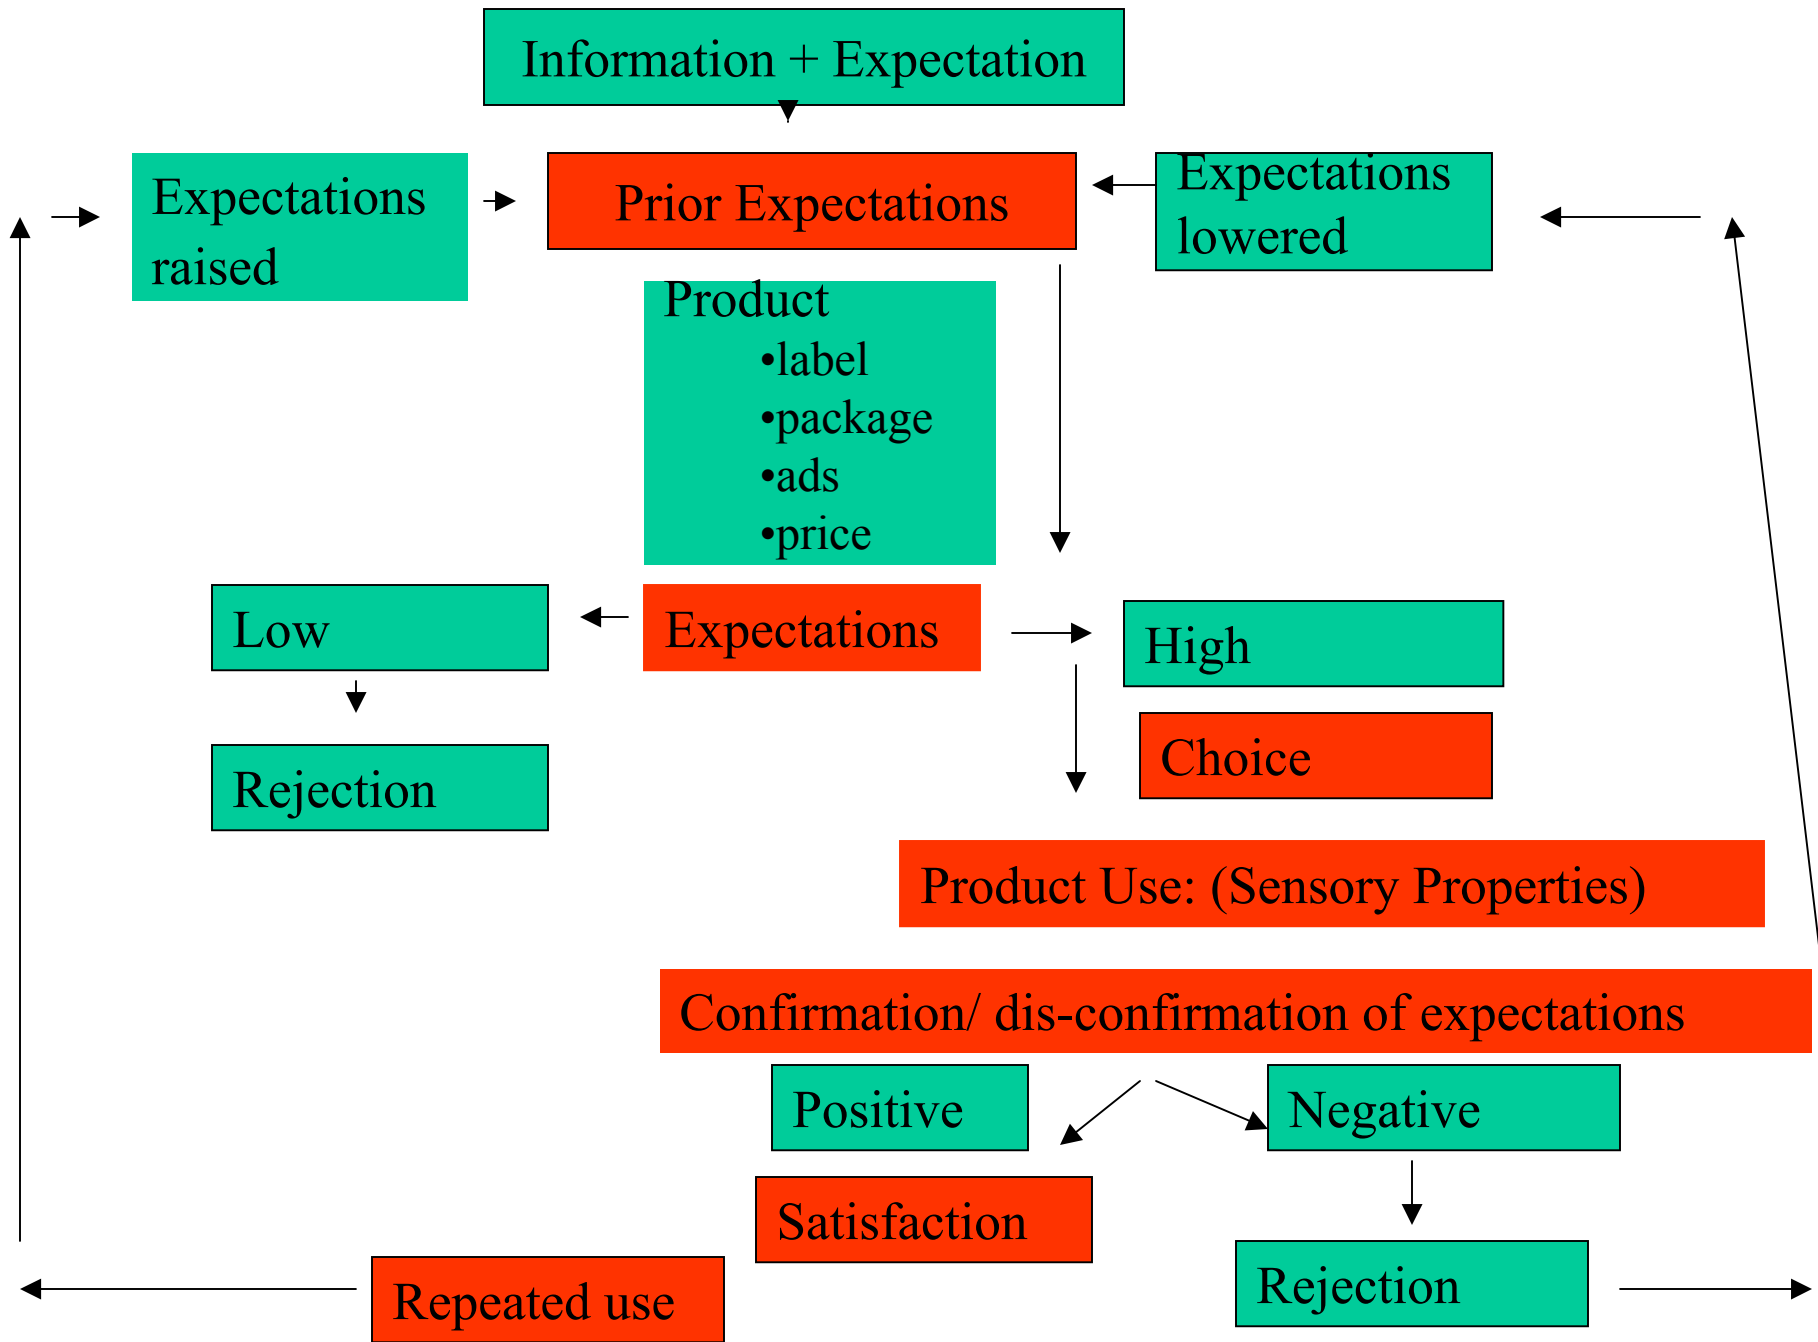 Information + Expectation
Expectations
raised
Prior Expectations
Expectations
lowered
Product
•label
•package
•ads
•price
Low
Expectations
High
Rejection
Choice
Product Use: (Sensory Properties)
Confirmation/ dis-confirmation of expectations
Positive
Negative
Satisfaction
Repeated use
Rejection